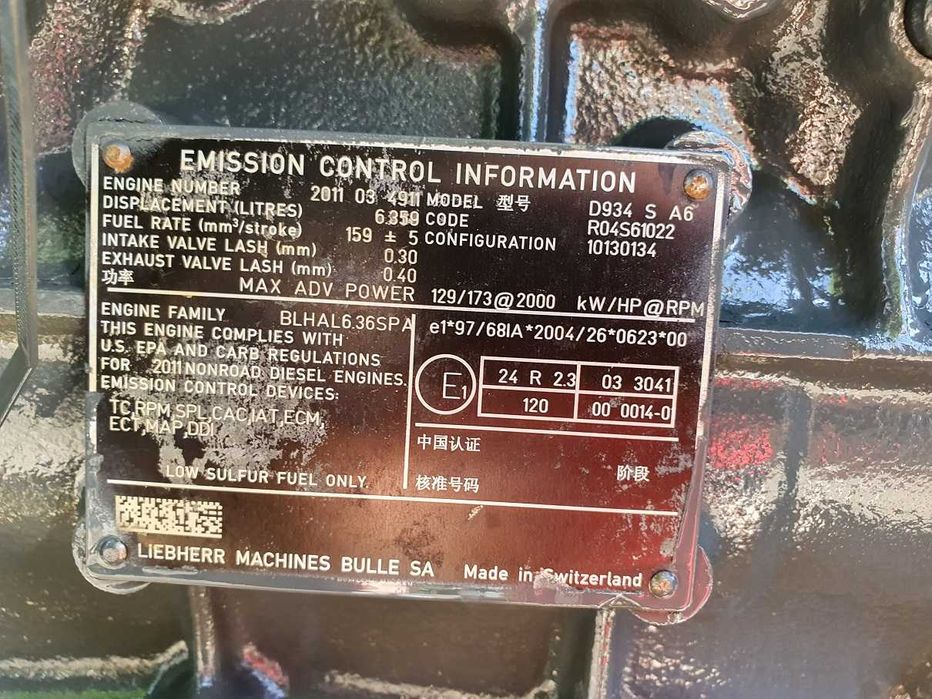 EMISSION CONTROL INFORMATION
ENGINE NUMBER 2011 03 4911
DISPLACEMENT (LITRES) 6.359
FUEL RATE (mm³/stroke) 159 ± 5
INTAKE VALVE LASH (mm) 0.30
EXHAUST VALVE LASH (mm) 0.40
MODEL 型号 D934 S A6
CODE R04S61022
CONFIGURATION 10130134
功率 MAX ADV POWER 129/173@2000 kW/HP@RPM
ENGINE FAMILY BLHAL6.36SPA
THIS ENGINE COMPLIES WITH
U.S. EPA AND CARB REGULATIONS
FOR 2011 NONROAD DIESEL ENGINES.
EMISSION CONTROL DEVICES:
TC,RPM,SPL,CAC,IAT,ECM,
ECT,MAP,DDI
LOW SULFUR FUEL ONLY.
e1*97/68IA*2004/26*0623*00
E1
24 R 2.3 03 3041
120 00 0014-0
中国认证
核准号码 阶段
LIEBHERR MACHINES BULLE SA Made in Switzerland